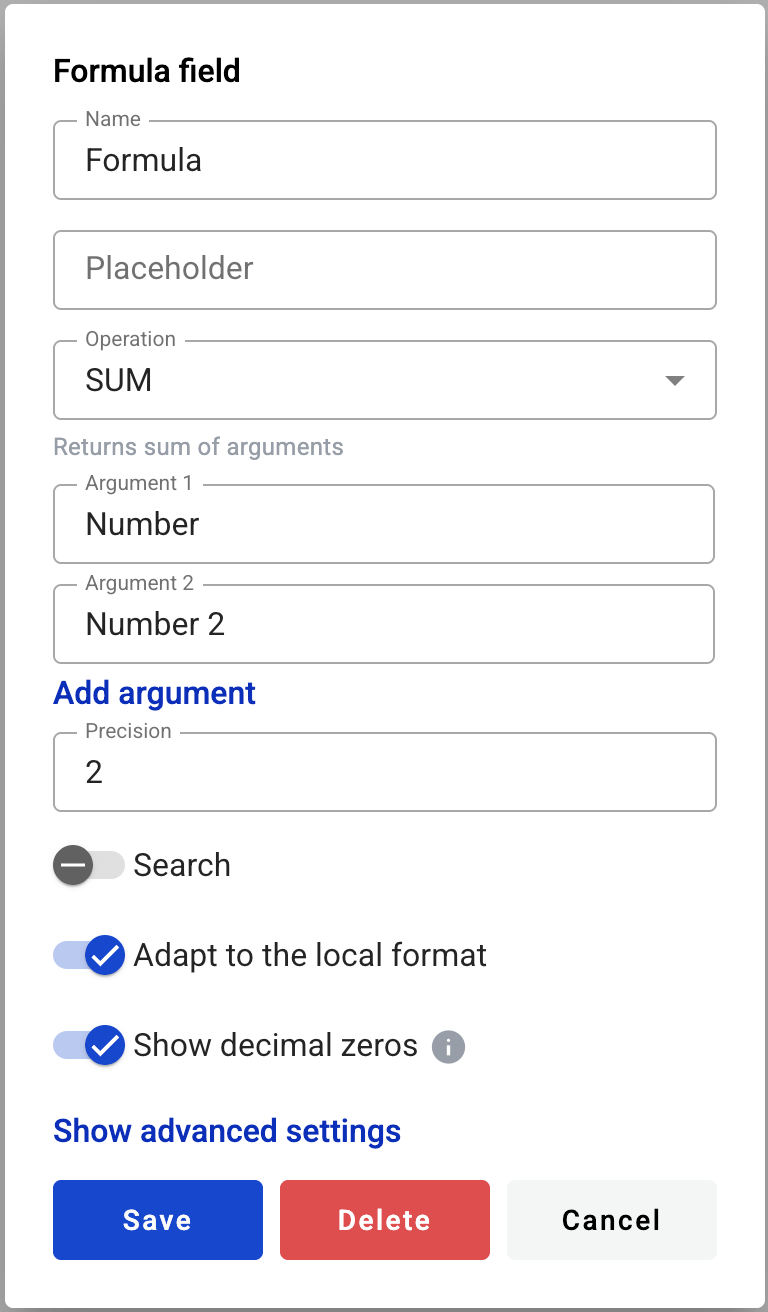 Formula field
Name
Formula
Placeholder
Operation
SUM
Returns sum of arguments
Argument 1
Number
Argument 2
Number 2
Add argument
Precision
2
Search
Adapt to the local format
Show decimal zeros
Show advanced settings
Save Delete Cancel